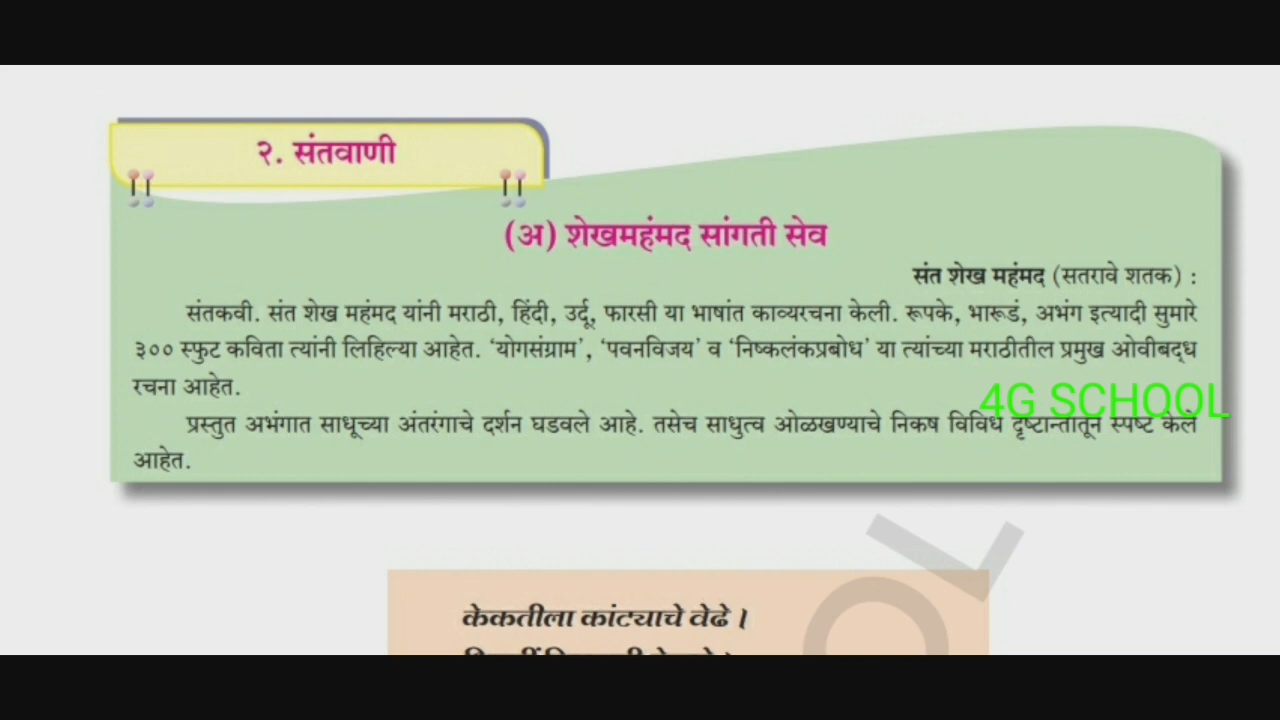 २. संतवाणी
(अ) शेखमहंमद सांगती सेव
संत शेख महंमद (सतरावे शतक) :
संतकवी. संत शेख महंमद यांनी मराठी, हिंदी, उर्दू, फारसी या भाषांत काव्यरचना केली. रूपके, भारूडं, अभंग इत्यादी सुमारे
३०० स्फुट कविता त्यांनी लिहिल्या आहेत. ‘योगसंग्राम’, ‘पवनविजय’ व ‘निष्कलंकप्रबोध’ या त्यांच्या मराठीतील प्रमुख ओवीबद्ध
रचना आहेत.
4G SCHOOL
प्रस्तुत अभंगात साधूच्या अंतरंगाचे दर्शन घडवले आहे. तसेच साधुत्व ओळखण्याचे निकष विविध दृष्टान्तातून स्पष्ट केले
आहेत.
केकतीला कांट्याचे वेढे ।